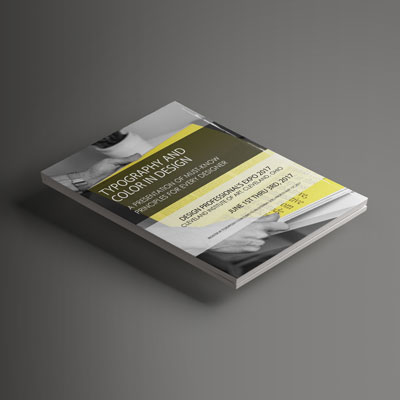 TYPOGRAPHY AND
COLOR IN DESIGN
A PRESENTATION OF MUST-KNOW
PRINCIPLES FOR EVERY DESIGNER
DESIGN PROFESSIONALS EXPO 2017
CLEVELAND INSTITUTE OF ART, CLEVELAND, OHIO
JUNE 1ST THRU 3RD, 2017